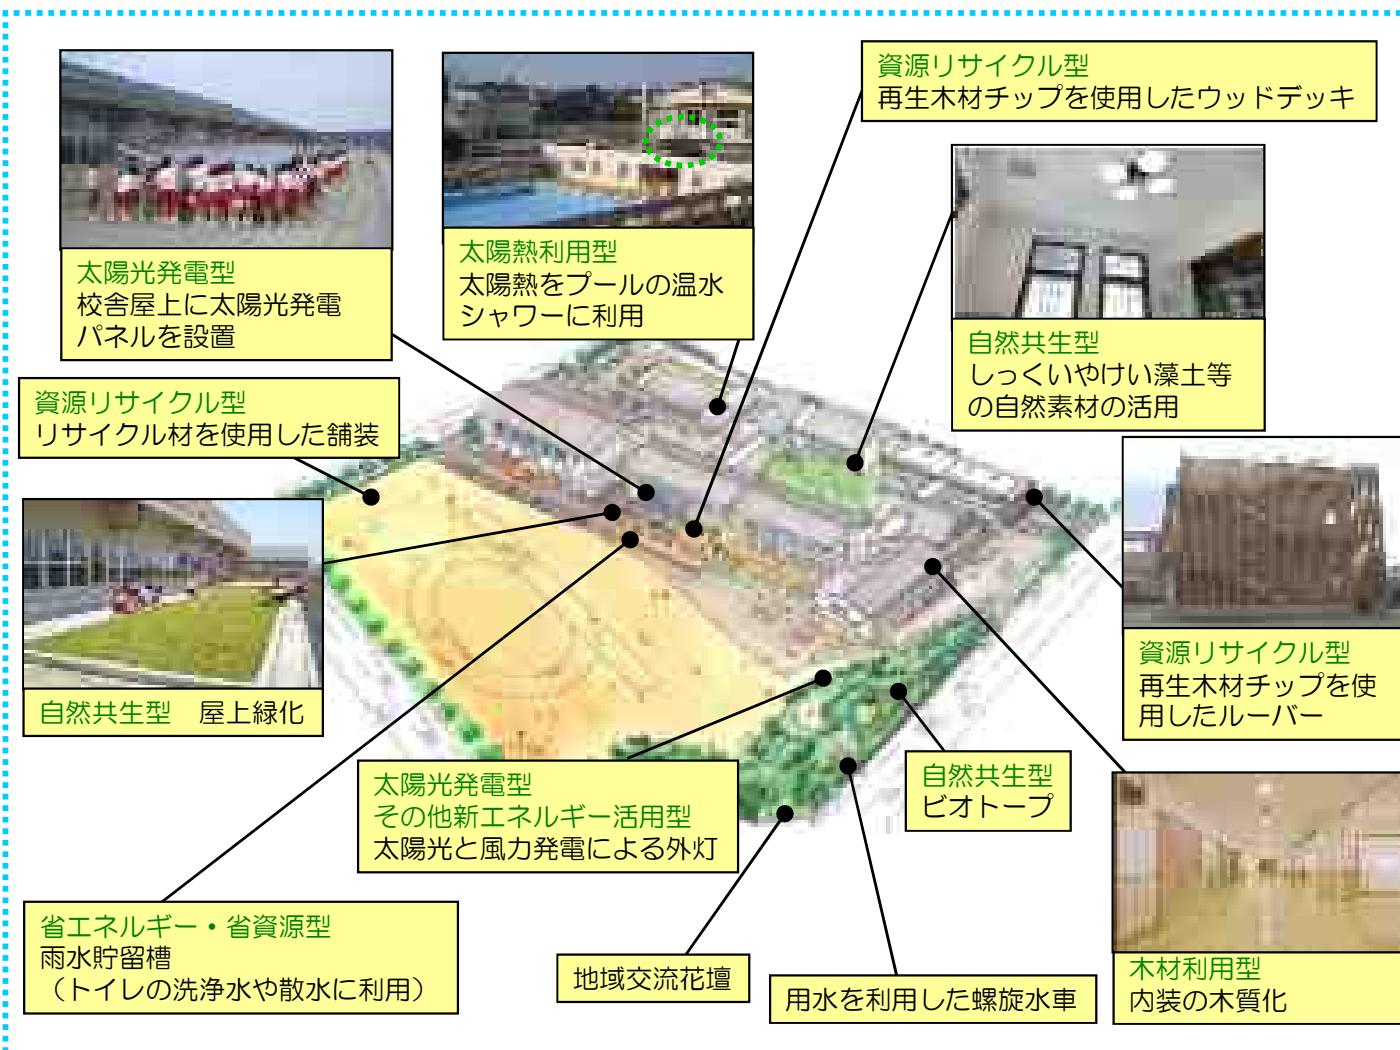 資源リサイクル型
再生木材チップを使用したウッドデッキ
太陽光発電型
校舎屋上に太陽光発電
パネルを設置
太陽熱利用型
太陽熱をプールの温水
シャワーに利用
自然共生型
しっくいやけい藻土等
の自然素材の活用
資源リサイクル型
リサイクル材を使用した舗装
自然共生型　屋上緑化
資源リサイクル型
再生木材チップを使
用したルーバー
太陽光発電型
その他新エネルギー活用型
太陽光と風力発電による外灯
自然共生型
ビオトープ
省エネルギー・省資源型
雨水貯留槽
（トイレの洗浄水や散水に利用）
地域交流花壇
用水を利用した螺旋水車
木材利用型
内装の木質化